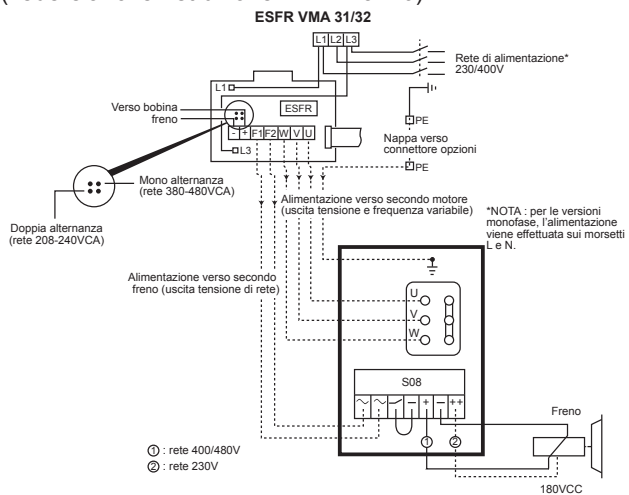 ESFR VMA 31/32
L1 L2 L3
Rete di alimentazione*
230/400V
L1
Verso bobina
freno
ESFR
PE
- + F1 F2 W V U
Nappa verso
connettore opzioni
L3
PE
Mono alternanza
(rete 380-480VCA)
Doppia alternanza
(rete 208-240VCA)
Alimentazione verso secondo motore
(uscita tensione e frequenza variabile)
*NOTA : per le versioni
monofase, l'alimentazione
viene effettuata sui morsetti
L e N.
Alimentazione verso secondo
freno (uscita tensione di rete)
U
V
W
S08
+ — ++
Freno
1 : rete 400/480V
2 : rete 230V
1 2
180VCC